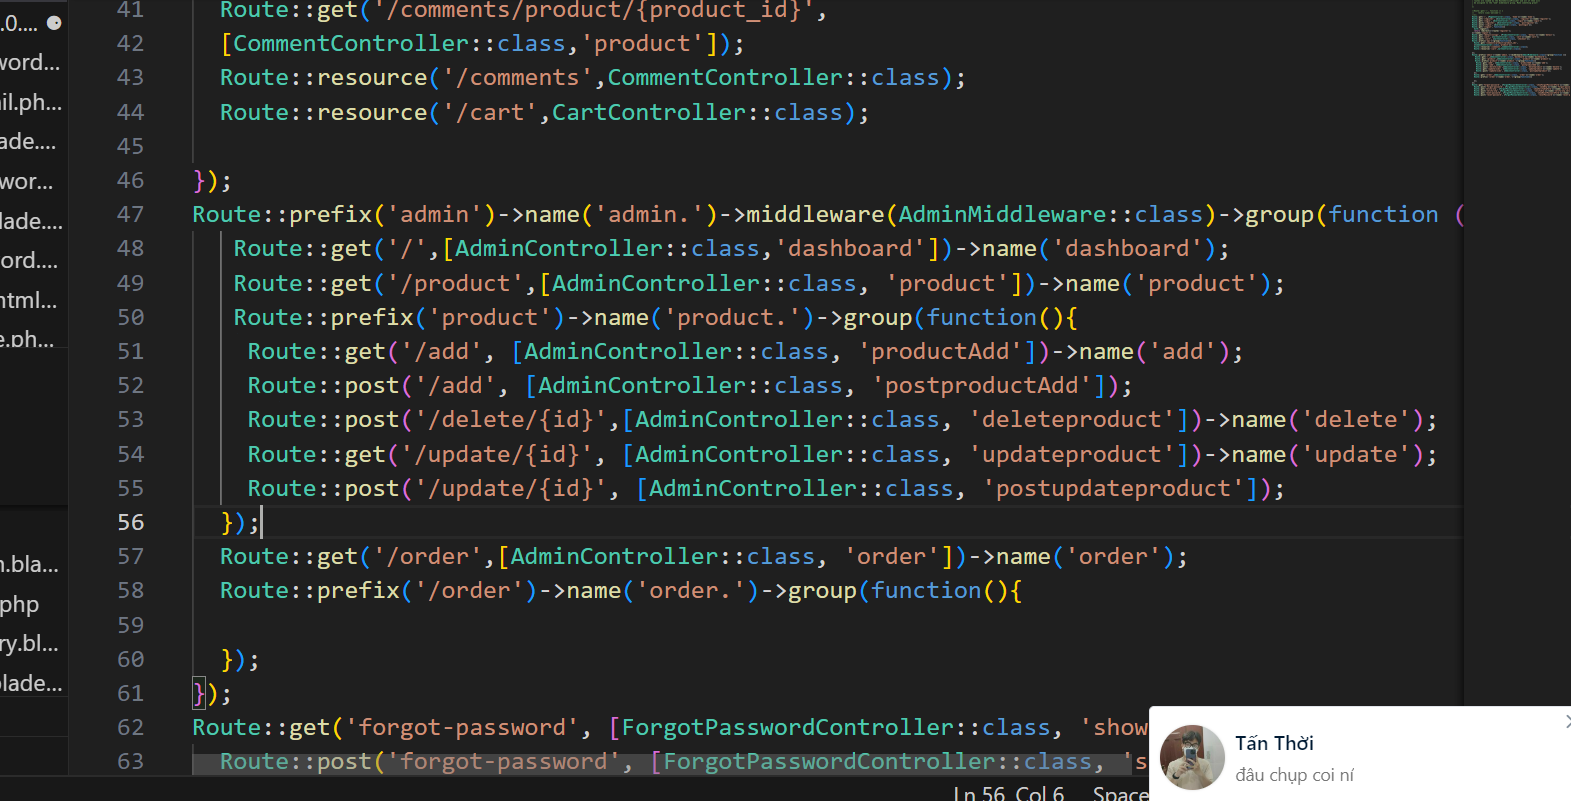 .0....
41 Route::get('/comments/product/{product_id}',
42 [CommentController::class,'product']);
word...
43 Route::resource('/comments',CommentController::class);
il.ph...
44 Route::resource('/cart',CartController::class);
ade....
45
wor...
46 });
lade....
47 Route::prefix('admin')->name('admin.')->middleware(AdminMiddleware::class)->group(function (
48 Route::get('/',[AdminController::class,'dashboard'])->name('dashboard');
ord....
49 Route::get('/product',[AdminController::class, 'product'])->name('product');
html...
50 Route::prefix('product')->name('product.')->group(function(){
e.ph...
51 Route::get('/add', [AdminController::class, 'productAdd'])->name('add');
52 Route::post('/add', [AdminController::class, 'postproductAdd']);
53 Route::post('/delete/{id}',[AdminController::class, 'deleteproduct'])->name('delete');
54 Route::get('/update/{id}', [AdminController::class, 'updateproduct'])->name('update');
55 Route::post('/update/{id}', [AdminController::class, 'postupdateproduct']);
56 });
57 Route::get('/order',[AdminController::class, 'order'])->name('order');
n.bla...
58 Route::prefix('/order')->name('order.')->group(function(){
php
59
ry.bl...
60 });
blade...
61 });
62 Route::get('forgot-password', [ForgotPasswordController::class, 'show
63 Route::post('forgot-password', [ForgotPasswordController::class, 's
Tấn Thời
đâu chụp coi ní
Ln 56, Col 6 Space